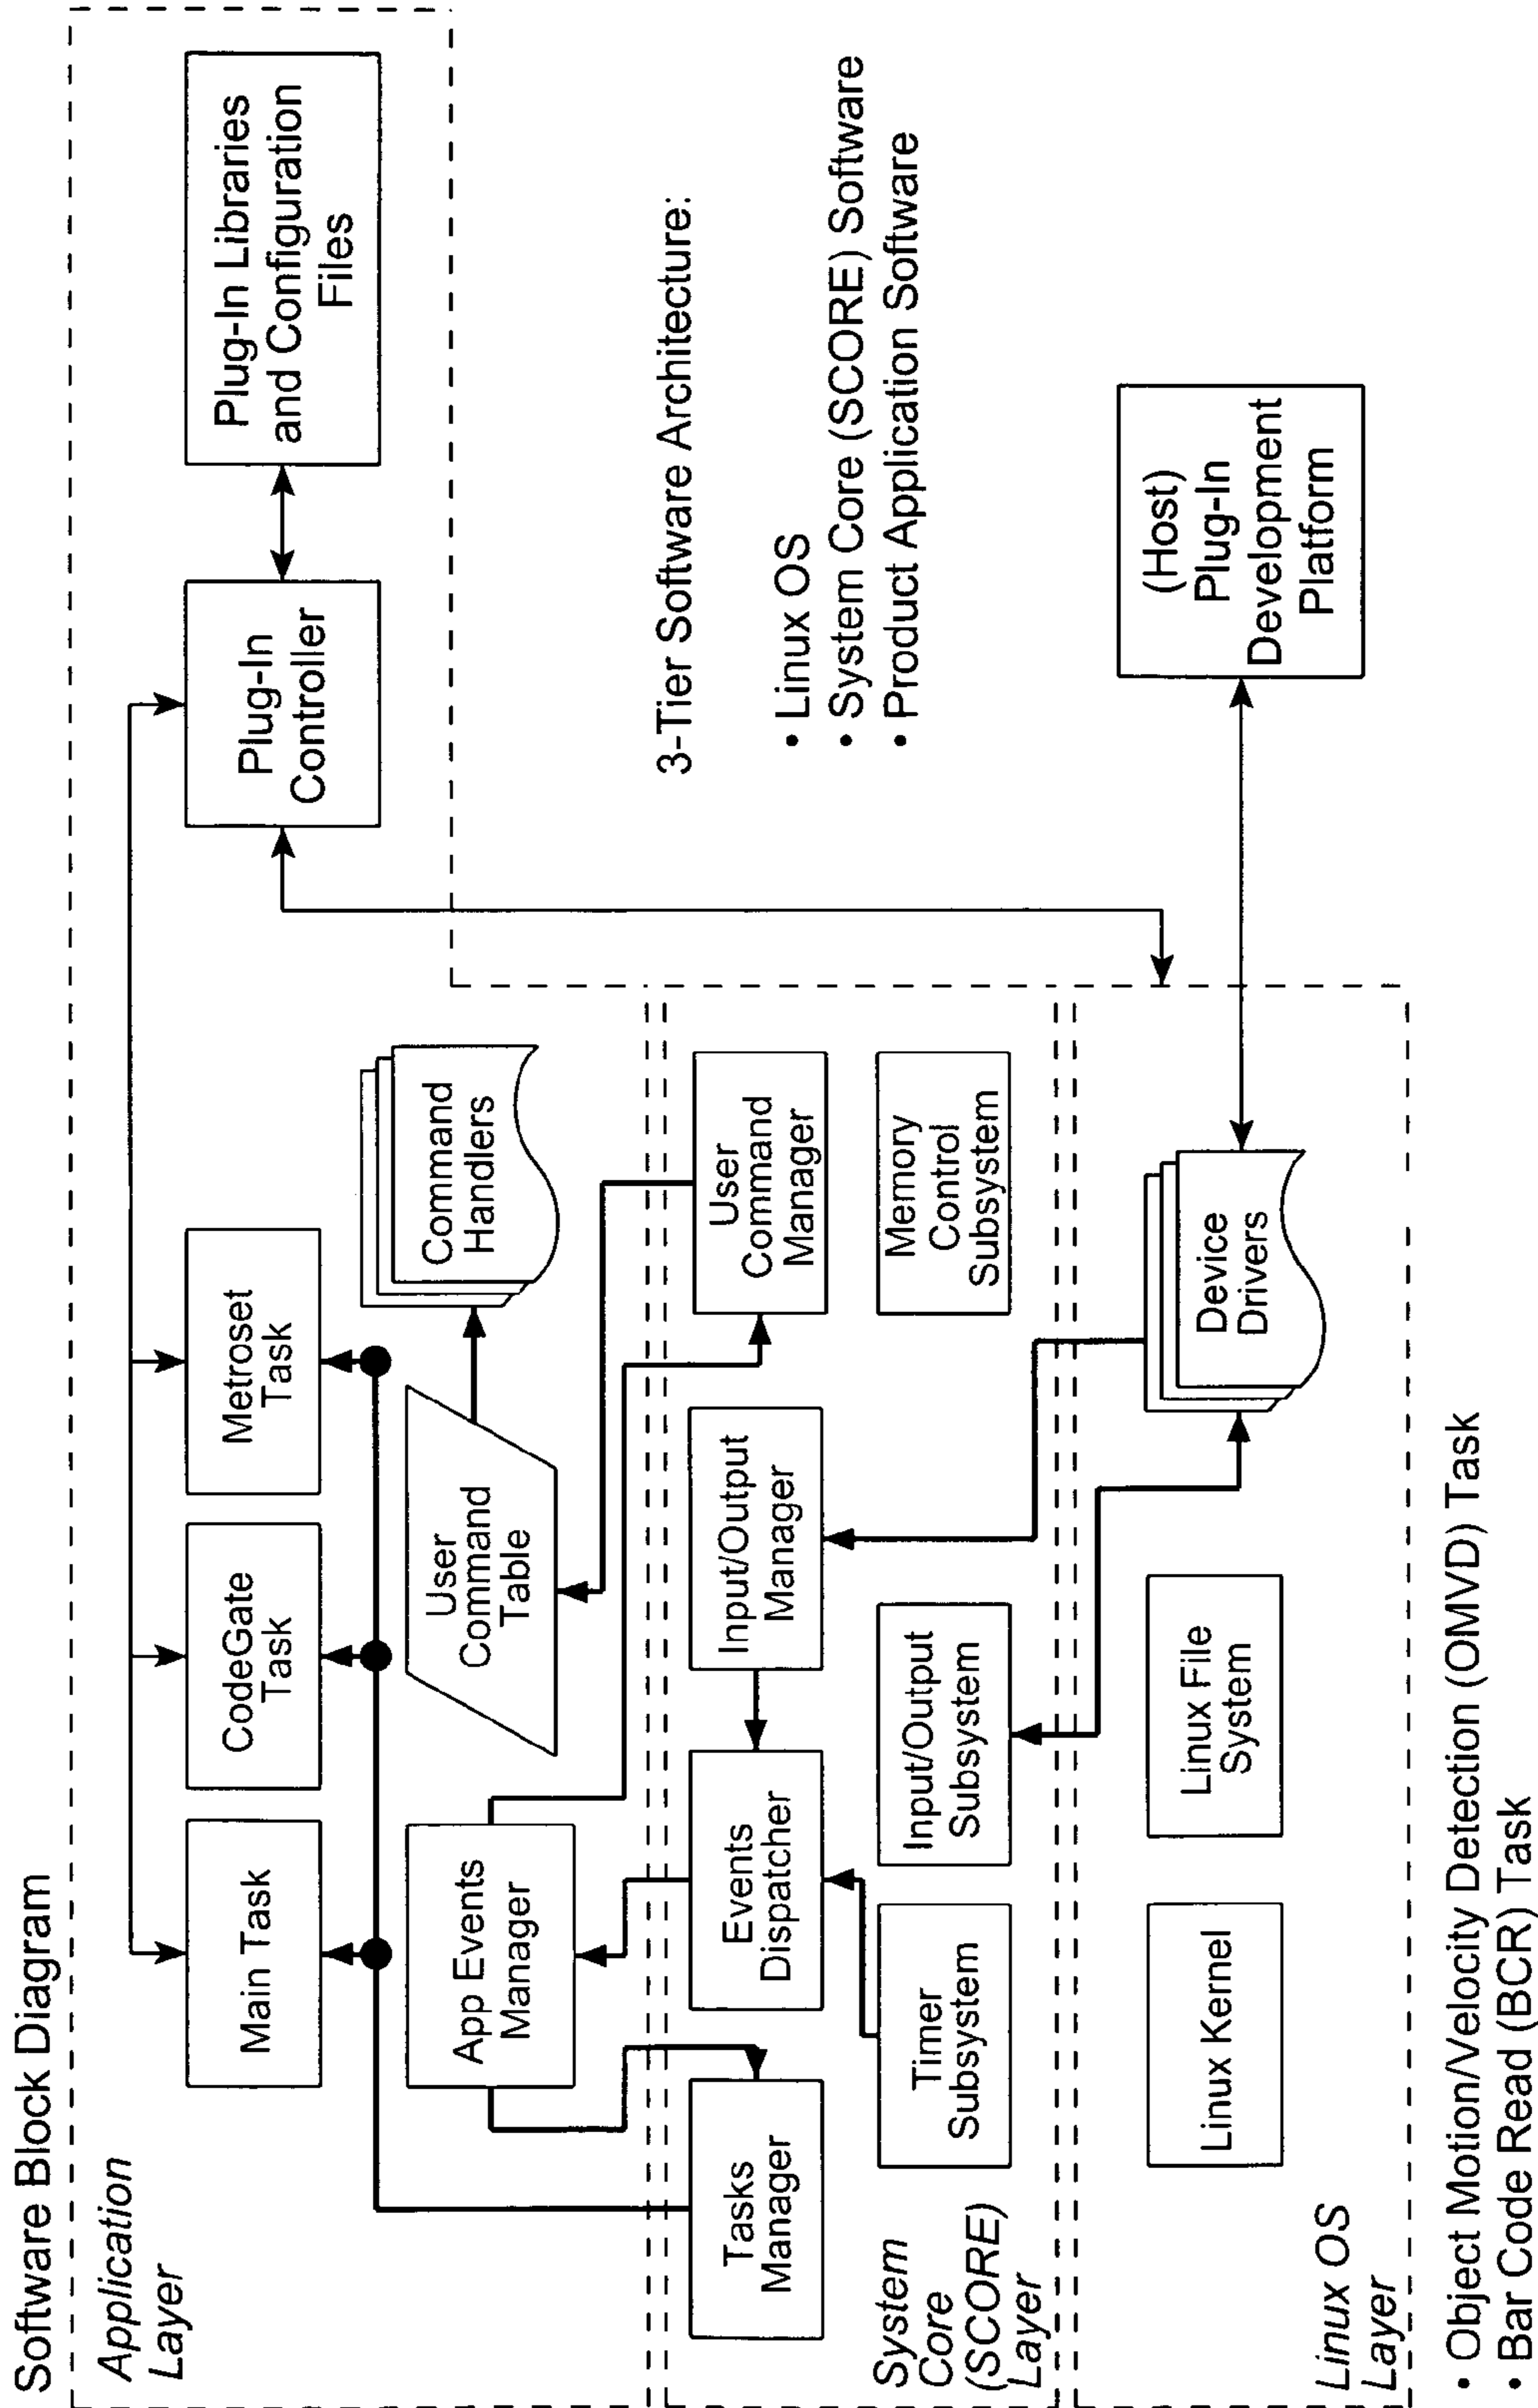 Software Block Diagram
Application
Layer
Main Task
CodeGate
Task
Metroset
Task
Plug-In
Controller
Plug-In Libraries
and Configuration
Files
App Events
Manager
User
Command
Table
Command
Handlers
Tasks
Manager
Events
Dispatcher
Input/Output
Manager
User
Command
Manager
System
Core
(SCORE)
Layer
Timer
Subsystem
Input/Output
Subsystem
Memory
Control
Subsystem
3-Tier Software Architecture:
• Linux OS
• System Core (SCORE) Software
• Product Application Software
Linux OS
Layer
Linux Kernel
Linux File
System
Device
Drivers
(Host)
Plug-In
Development
Platform
• Object Motion/Velocity Detection (OMVD) Task
• Bar Code Read (BCR) Task